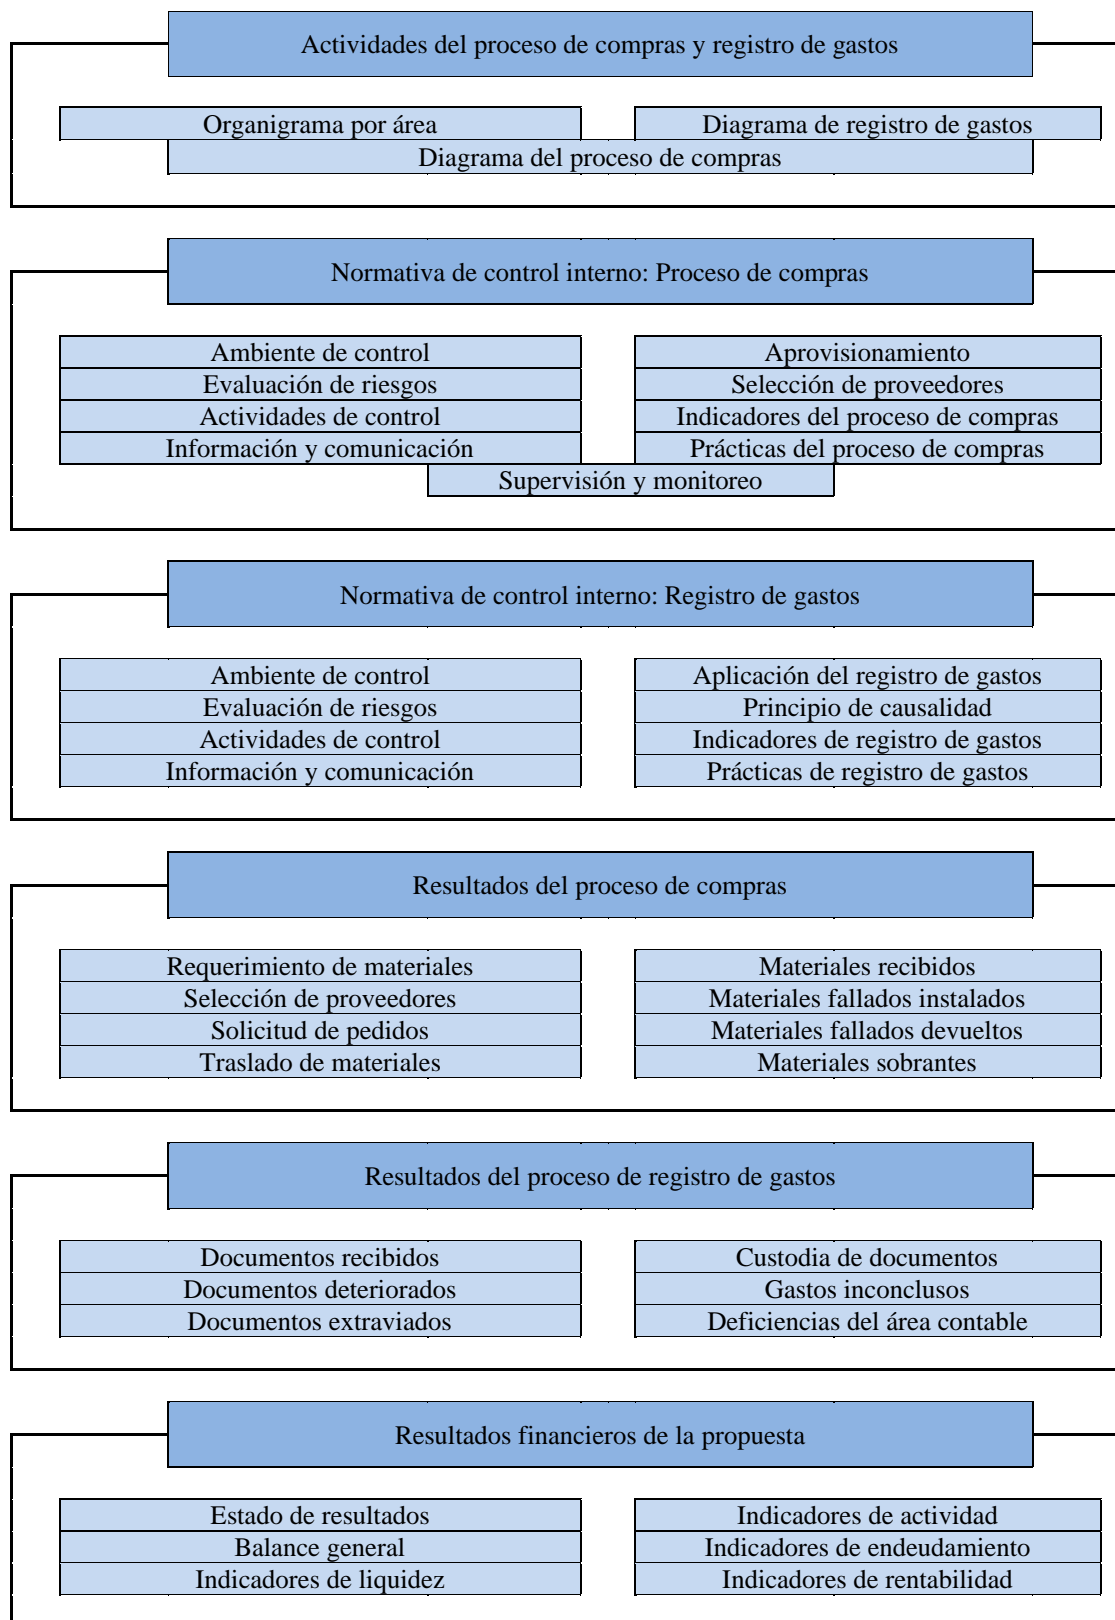 Actividades del proceso de compras y registro de gastos
Organigrama por área
Diagrama de registro de gastos
Diagrama del proceso de compras
Normativa de control interno: Proceso de compras
Ambiente de control
Aprovisionamiento
Evaluación de riesgos
Selección de proveedores
Actividades de control
Indicadores del proceso de compras
Información y comunicación
Prácticas del proceso de compras
Supervisión y monitoreo
Normativa de control interno: Registro de gastos
Ambiente de control
Aplicación del registro de gastos
Evaluación de riesgos
Principio de causalidad
Actividades de control
Indicadores de registro de gastos
Información y comunicación
Prácticas de registro de gastos
Resultados del proceso de compras
Requerimiento de materiales
Materiales recibidos
Selección de proveedores
Materiales fallados instalados
Solicitud de pedidos
Materiales fallados devueltos
Traslado de materiales
Materiales sobrantes
Resultados del proceso de registro de gastos
Documentos recibidos
Custodia de documentos
Documentos deteriorados
Gastos inconclusos
Documentos extraviados
Deficiencias del área contable
Resultados financieros de la propuesta
Estado de resultados
Indicadores de actividad
Balance general
Indicadores de endeudamiento
Indicadores de liquidez
Indicadores de rentabilidad